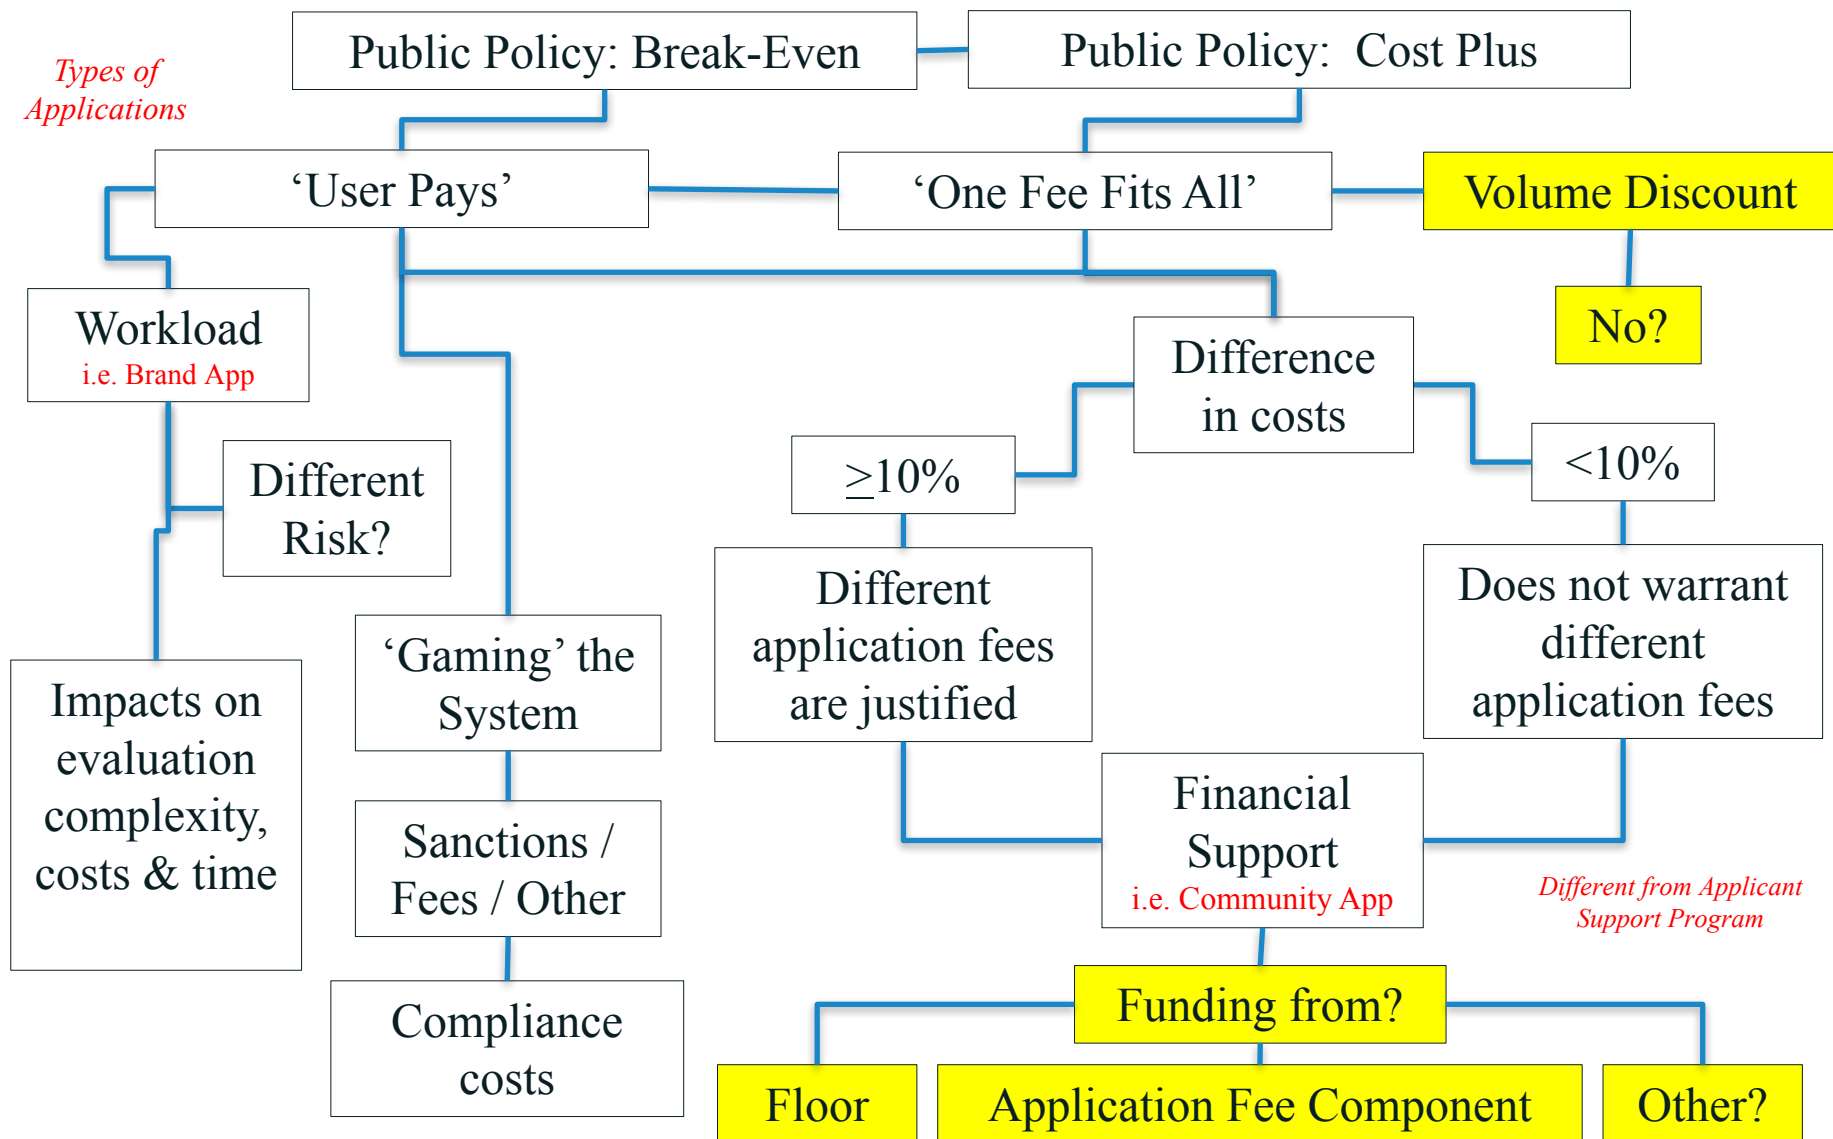 Types of
Applications
Public Policy: Break-Even
Public Policy:  Cost Plus
‘User Pays’
‘One Fee Fits All’
Volume Discount
No?
Workload
i.e. Brand App
Different
Risk?
Impacts on
evaluation
complexity,
costs & time
‘Gaming’ the
System
Sanctions /
Fees / Other
Compliance
costs
Difference
in costs
≥10%
<10%
Different
application fees
are justified
Does not warrant
different
application fees
Financial
Support
i.e. Community App
Different from Applicant
Support Program
Funding from?
Floor
Application Fee Component
Other?